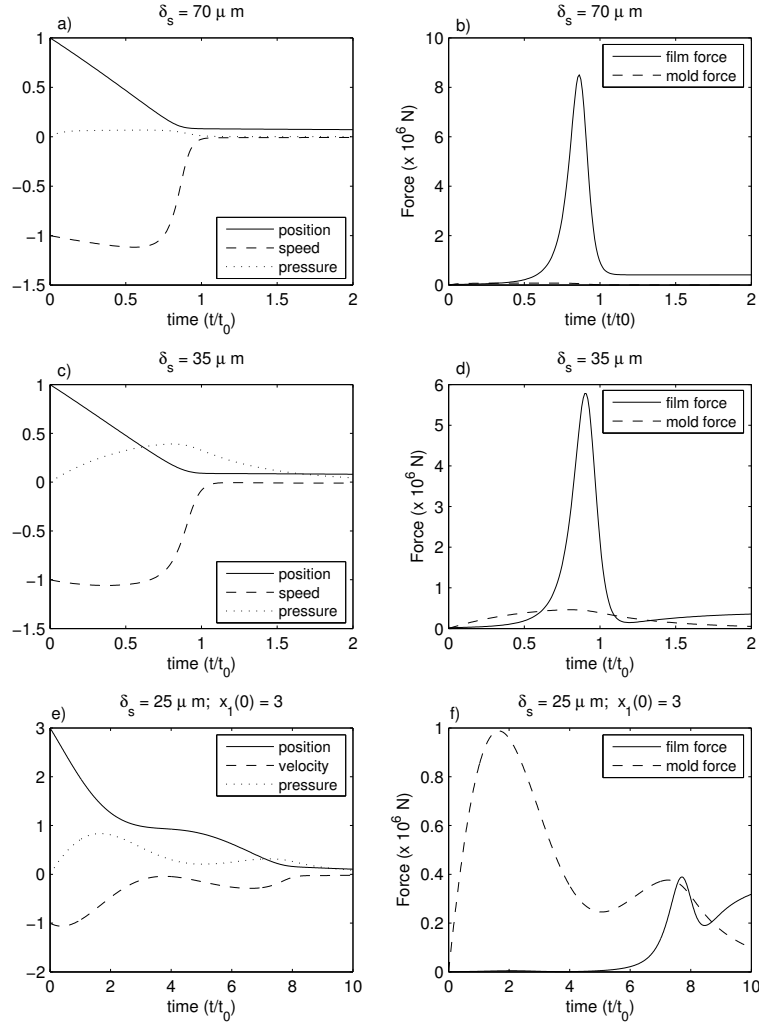 a)
δs = 70 μ m
1
0.5
0
−0.5
−1
−1.5
0
0.5
1
1.5
2
time (t/t0)
position
speed
pressure
b)
δs = 70 μ m
10
8
6
4
2
0
Force (x 10^6 N)
0
0.5
1
1.5
2
time (t/t0)
film force
mold force
c)
δs = 35 μ m
1
0.5
0
−0.5
−1
−1.5
0
0.5
1
1.5
2
time (t/t0)
position
speed
pressure
d)
δs = 35 μ m
6
5
4
3
2
1
0
Force (x 10^6 N)
0
0.5
1
1.5
2
time (t/t0)
film force
mold force
e)
δs = 25 μ m; x1(0) = 3
3
2
1
0
−1
−2
0
2
4
6
8
10
time (t/t0)
position
velocity
pressure
f)
δs = 25 μ m; x1(0) = 3
1
0.8
0.6
0.4
0.2
0
Force (x 10^6 N)
0
2
4
6
8
10
time (t/t0)
film force
mold force